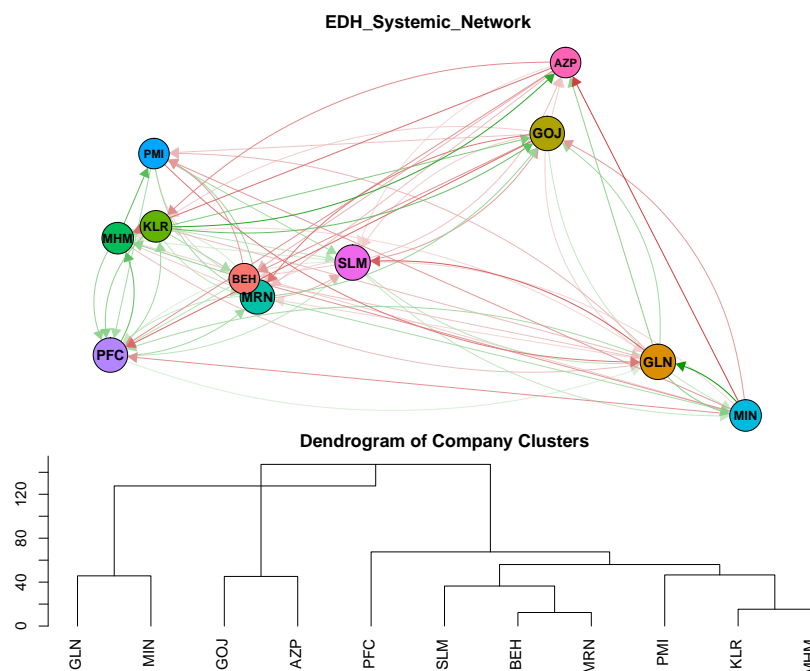 EDH_Systemic_Network
AZP
GOJ
PMI
KLR
MHM
SLM
BEH
MRN
PFC
GLN
MIN
Dendrogram of Company Clusters
120
80
40
0
GLN MIN GOJ AZP PFC SLM BEH MRN PMI KLR MHM